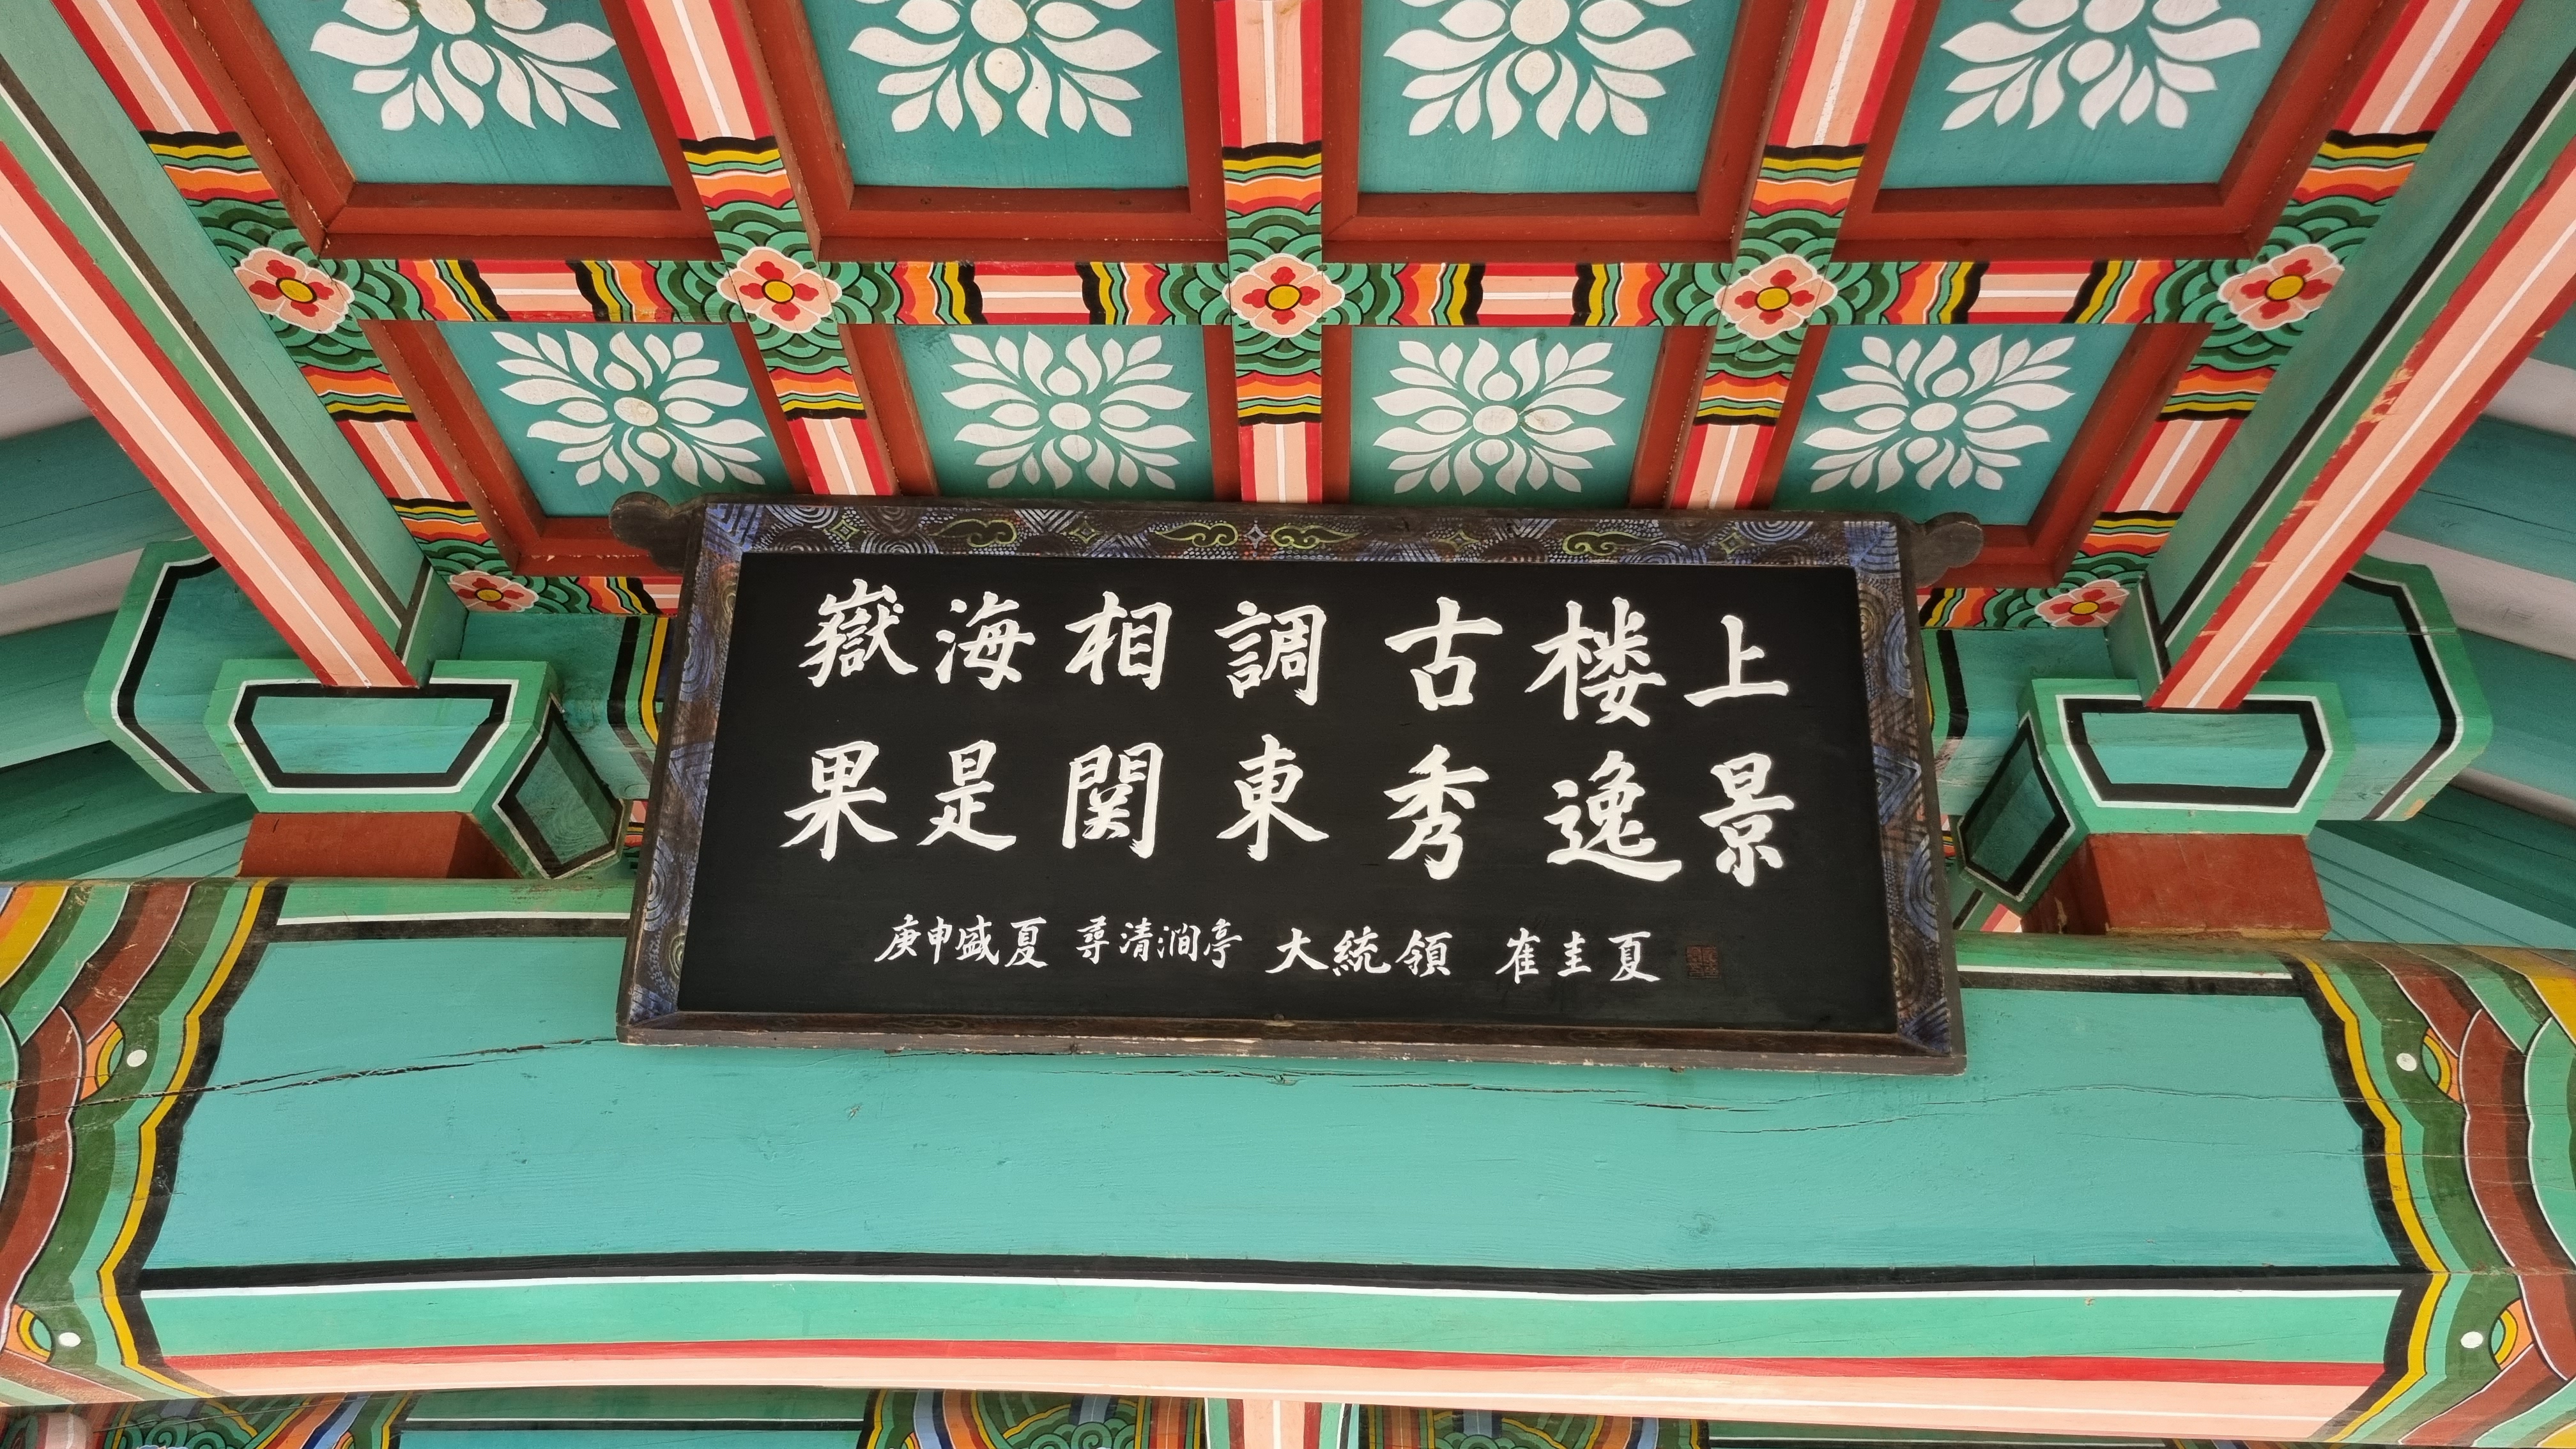 嶽海相調古楼上
果是関東秀逸景
庚申盛夏 尋清澗亭 大統領 崔圭夏